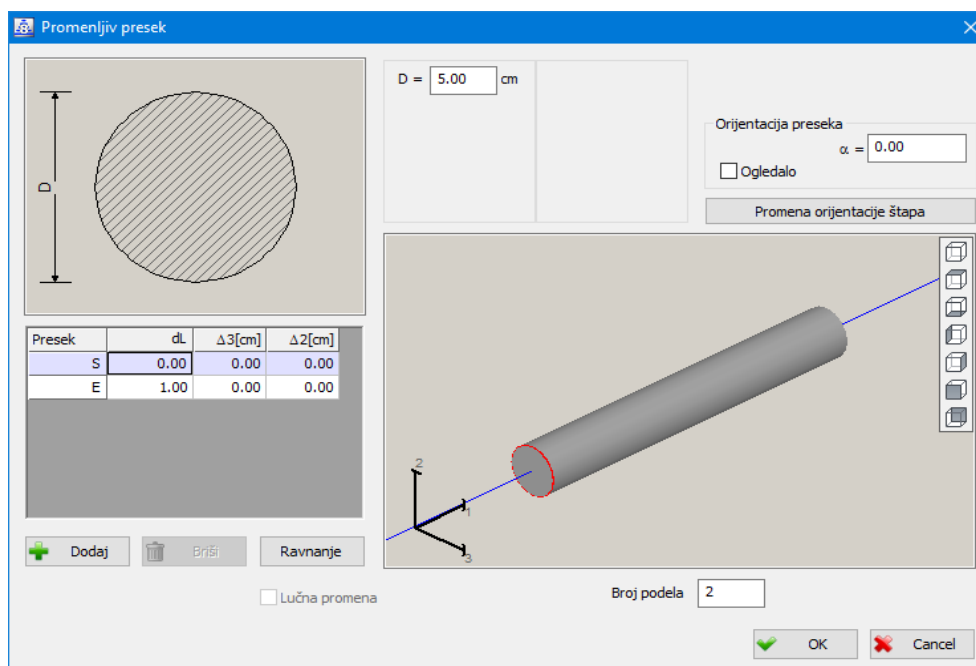 Promenljiv presek
D
D = 5.00 cm
Orijentacija preseka
α = 0.00
Ogledalo
Promena orijentacije štapa
Presek dL Δ3[cm] Δ2[cm]
S 0.00 0.00 0.00
E 1.00 0.00 0.00
2
1
3
Dodaj Briši Ravnanje
Lučna promena
Broj podela 2
OK Cancel